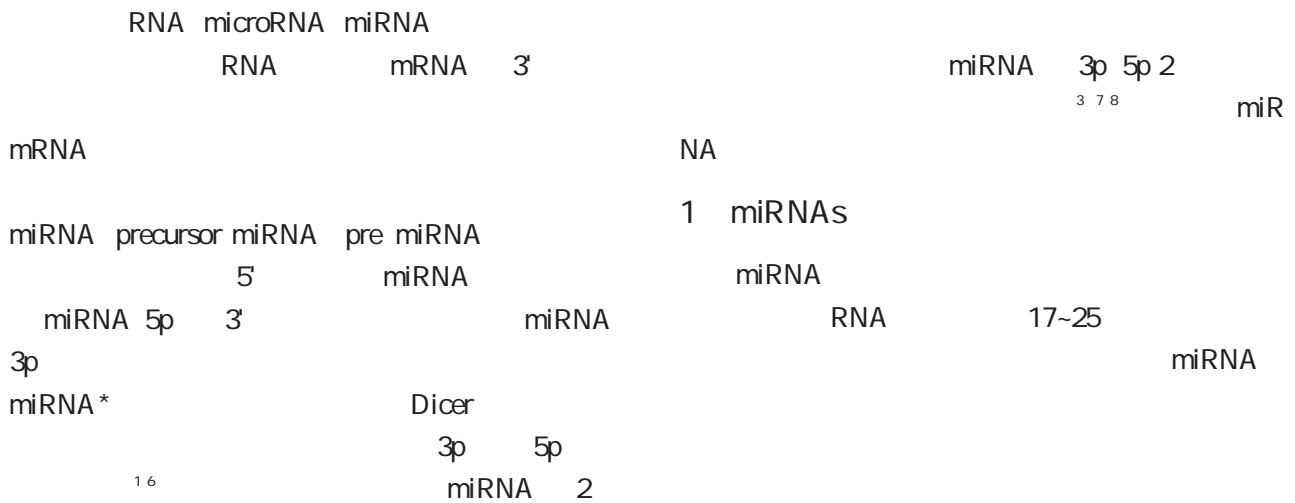 RNA microRNA miRNA
RNA mRNA 3'
mRNA
miRNA precursor miRNA pre miRNA
5' miRNA
miRNA 5p 3' miRNA
3p
miRNA* Dicer
3p 5p
1 6 miRNA 2
miRNA 3p 5p 2
3 7 8 miR
NA
1 miRNAs
miRNA
RNA 17~25
miRNA